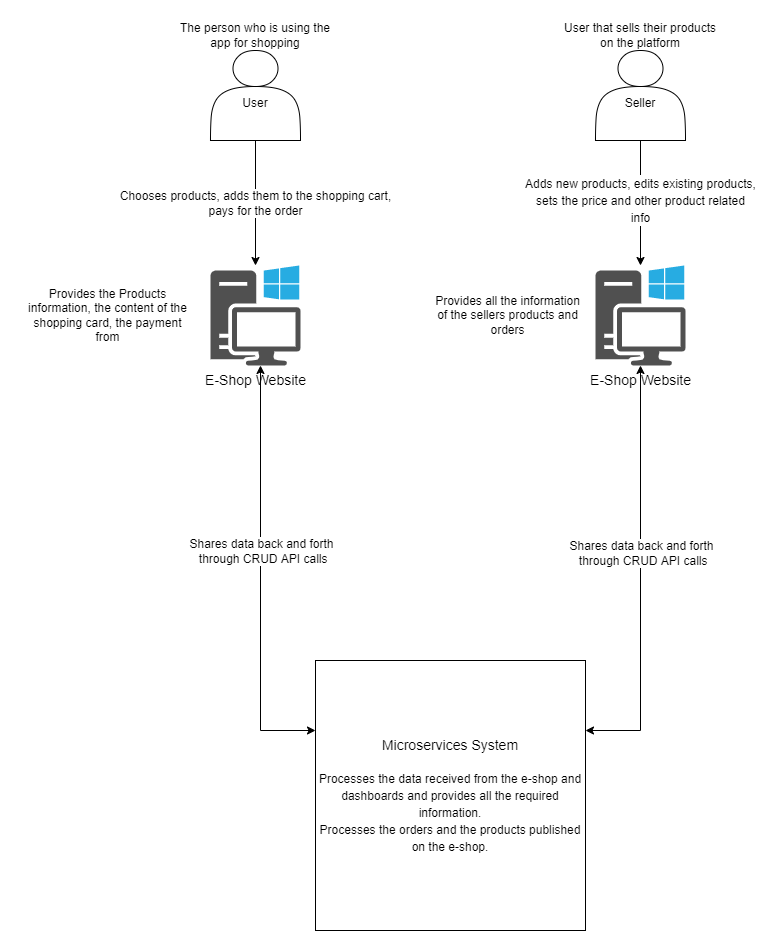 The person who is using the
app for shopping
User
Chooses products, adds them to the shopping cart,
pays for the order
Provides the Products
information, the content of the
shopping card, the payment
from
E-Shop Website
Shares data back and forth
through CRUD API calls
User that sells their products
on the platform
Seller
Adds new products, edits existing products,
sets the price and other product related
info
Provides all the information
of the sellers products and
orders
E-Shop Website
Shares data back and forth
through CRUD API calls
Microservices System
Processes the data received from the e-shop and
dashboards and provides all the required
information.
Processes the orders and the products published
on the e-shop.